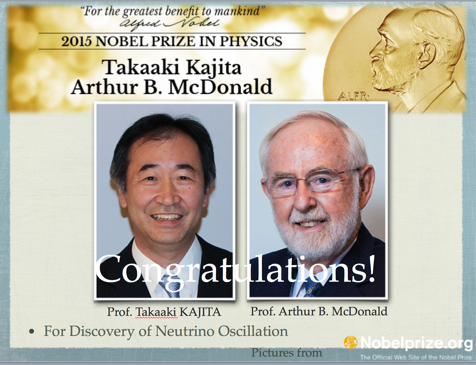 "For the greatest benefit to mankind"
Alfred Nobel
2015 NOBEL PRIZE IN PHYSICS
Takaaki Kajita
Arthur B. McDonald
ALFR.
Congratulations!
Prof. Takaaki KAJITA
Prof. Arthur B. McDonald
• For Discovery of Neutrino Oscillation
Pictures from
Nobelprize.org
The Official Web Site of the Nobel Prize